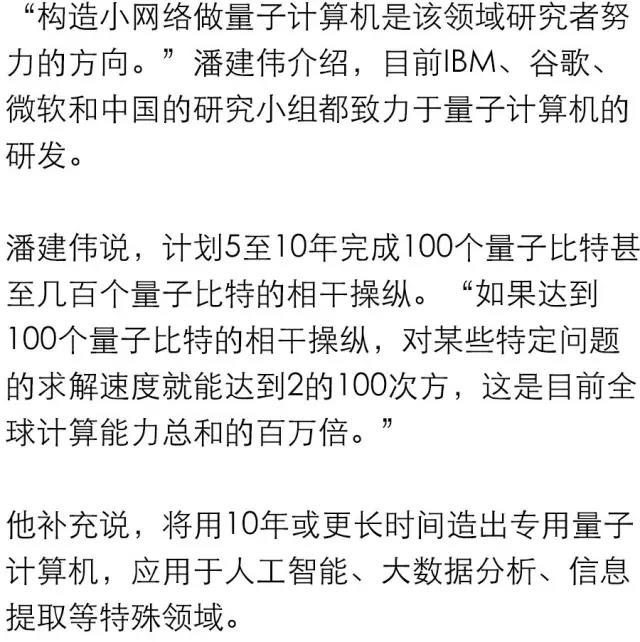 “构造小网络做量子计算机是该领域研究者努
力的方向。”潘建伟介绍，目前IBM、谷歌、
微软和中国的研究小组都致力于量子计算机的
研发。
潘建伟说，计划5至10年完成100个量子比特甚
至几百个量子比特的相干操纵。“如果达到
100个量子比特的相干操纵，对某些特定问题
的求解速度就能达到2的100次方，这是目前全
球计算能力总和的百万倍。”
他补充说，将用10年或更长时间造出专用量子
计算机，应用于人工智能、大数据分析、信息
提取等特殊领域。